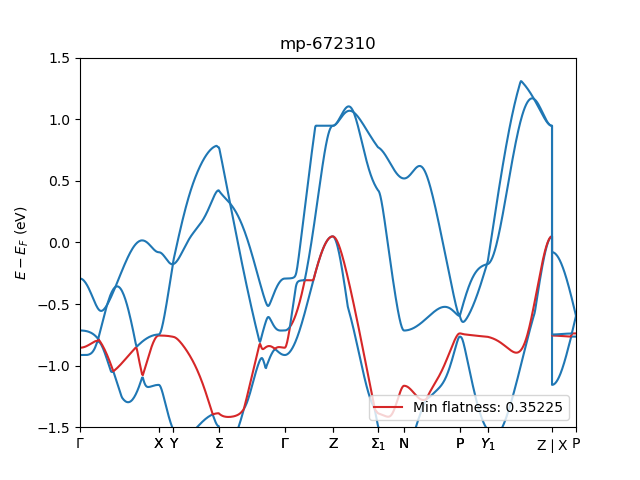 mp-672310
1.5
1.0
0.5
0.0
−0.5
−1.0
−1.5
E − E_F (eV)
Min flatness: 0.35225
Γ X Y Σ Γ Z Σ₁ N P Y₁ Z | X P